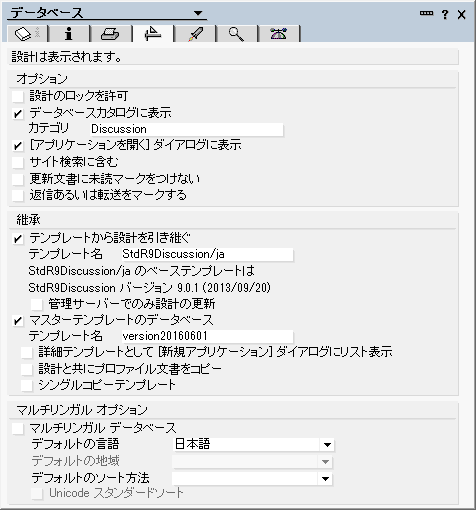 データベース
? X
設計は表示されます。
オプション
設計のロックを許可
データベースカタログに表示
カテゴリ Discussion
[アプリケーションを開く] ダイアログに表示
サイト検索に含む
更新文書に未読マークをつけない
返信あるいは転送をマークする
継承
テンプレートから設計を引き継ぐ
テンプレート名 StdR9Discussion/ja
StdR9Discussion/ja のベーステンプレートは
StdR9Discussion バージョン 9.0.1 (2013/09/20)
管理サーバーでのみ設計の更新
マスターテンプレートのデータベース
テンプレート名 version20160601
詳細テンプレートとして [新規アプリケーション] ダイアログにリスト表示
設計と共にプロファイル文書をコピー
シングルコピーテンプレート
マルチリンガル オプション
マルチリンガル データベース
デフォルトの言語 日本語
デフォルトの地域
デフォルトのソート方法
Unicode スタンダードソート